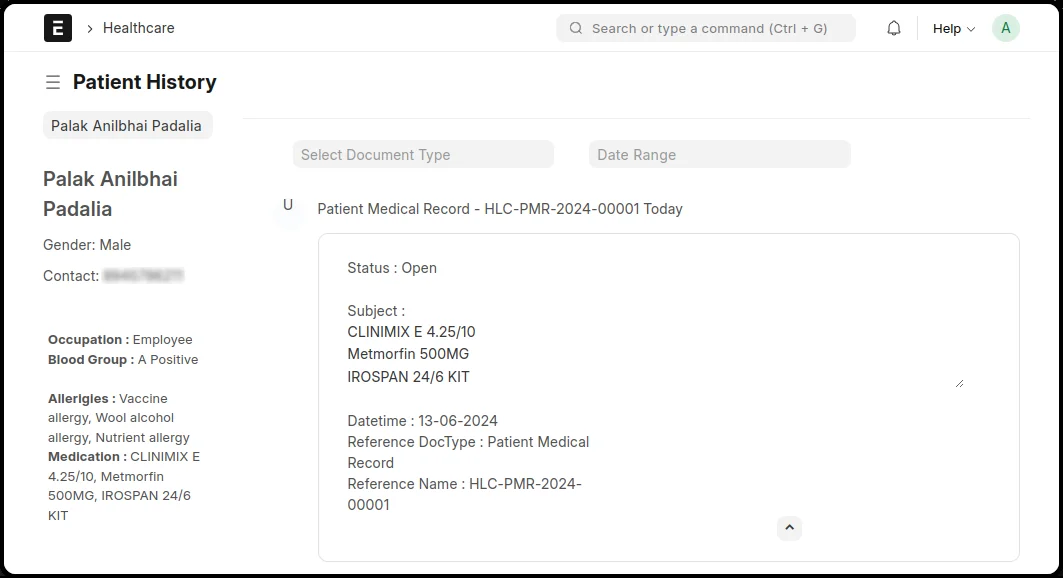 E
Healthcare
Search or type a command (Ctrl + G)
Help
A
Patient History
Palak Anilbhai Padalia
Palak Anilbhai
Padalia
Gender: Male
Contact:
Occupation : Employee
Blood Group : A Positive
Allerigies : Vaccine
allergy, Wool alcohol
allergy, Nutrient allergy
Medication : CLINIMIX E
4.25/10, Metmorfin
500MG, IROSPAN 24/6
KIT
Select Document Type
Date Range
U
Patient Medical Record - HLC-PMR-2024-00001 Today
Status : Open
Subject :
CLINIMIX E 4.25/10
Metmorfin 500MG
IROSPAN 24/6 KIT
Datetime : 13-06-2024
Reference DocType : Patient Medical
Record
Reference Name : HLC-PMR-2024-
00001